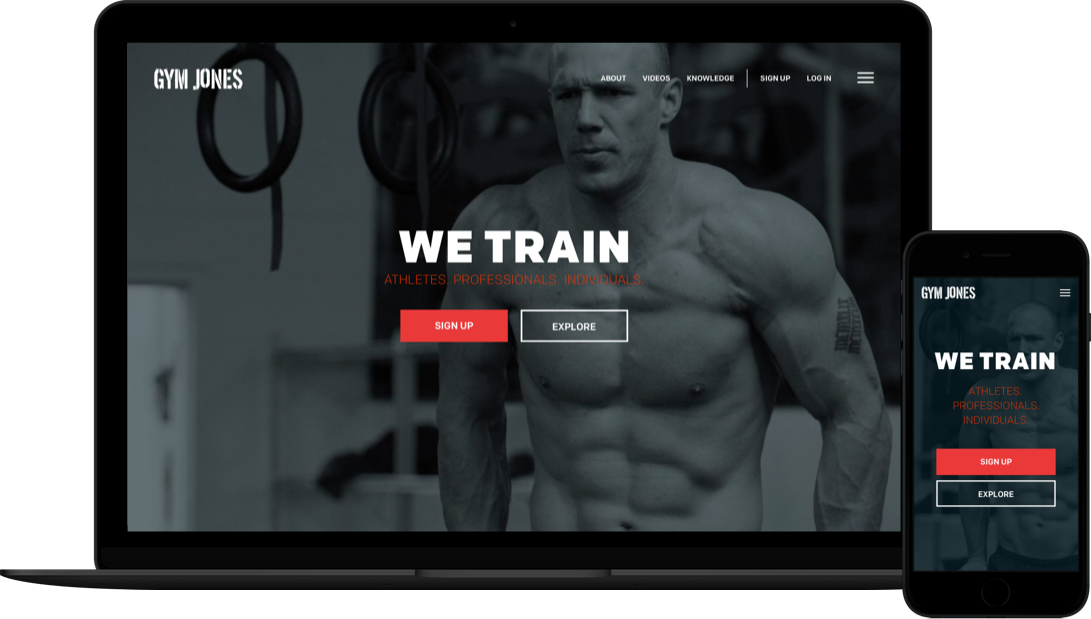 GYM JONES
ABOUT VIDEOS KNOWLEDGE SIGN UP LOG IN
WE TRAIN
ATHLETES. PROFESSIONALS. INDIVIDUALS.
SIGN UP EXPLORE
GYM JONES
WE TRAIN
ATHLETES.
PROFESSIONALS.
INDIVIDUALS.
SIGN UP
EXPLORE